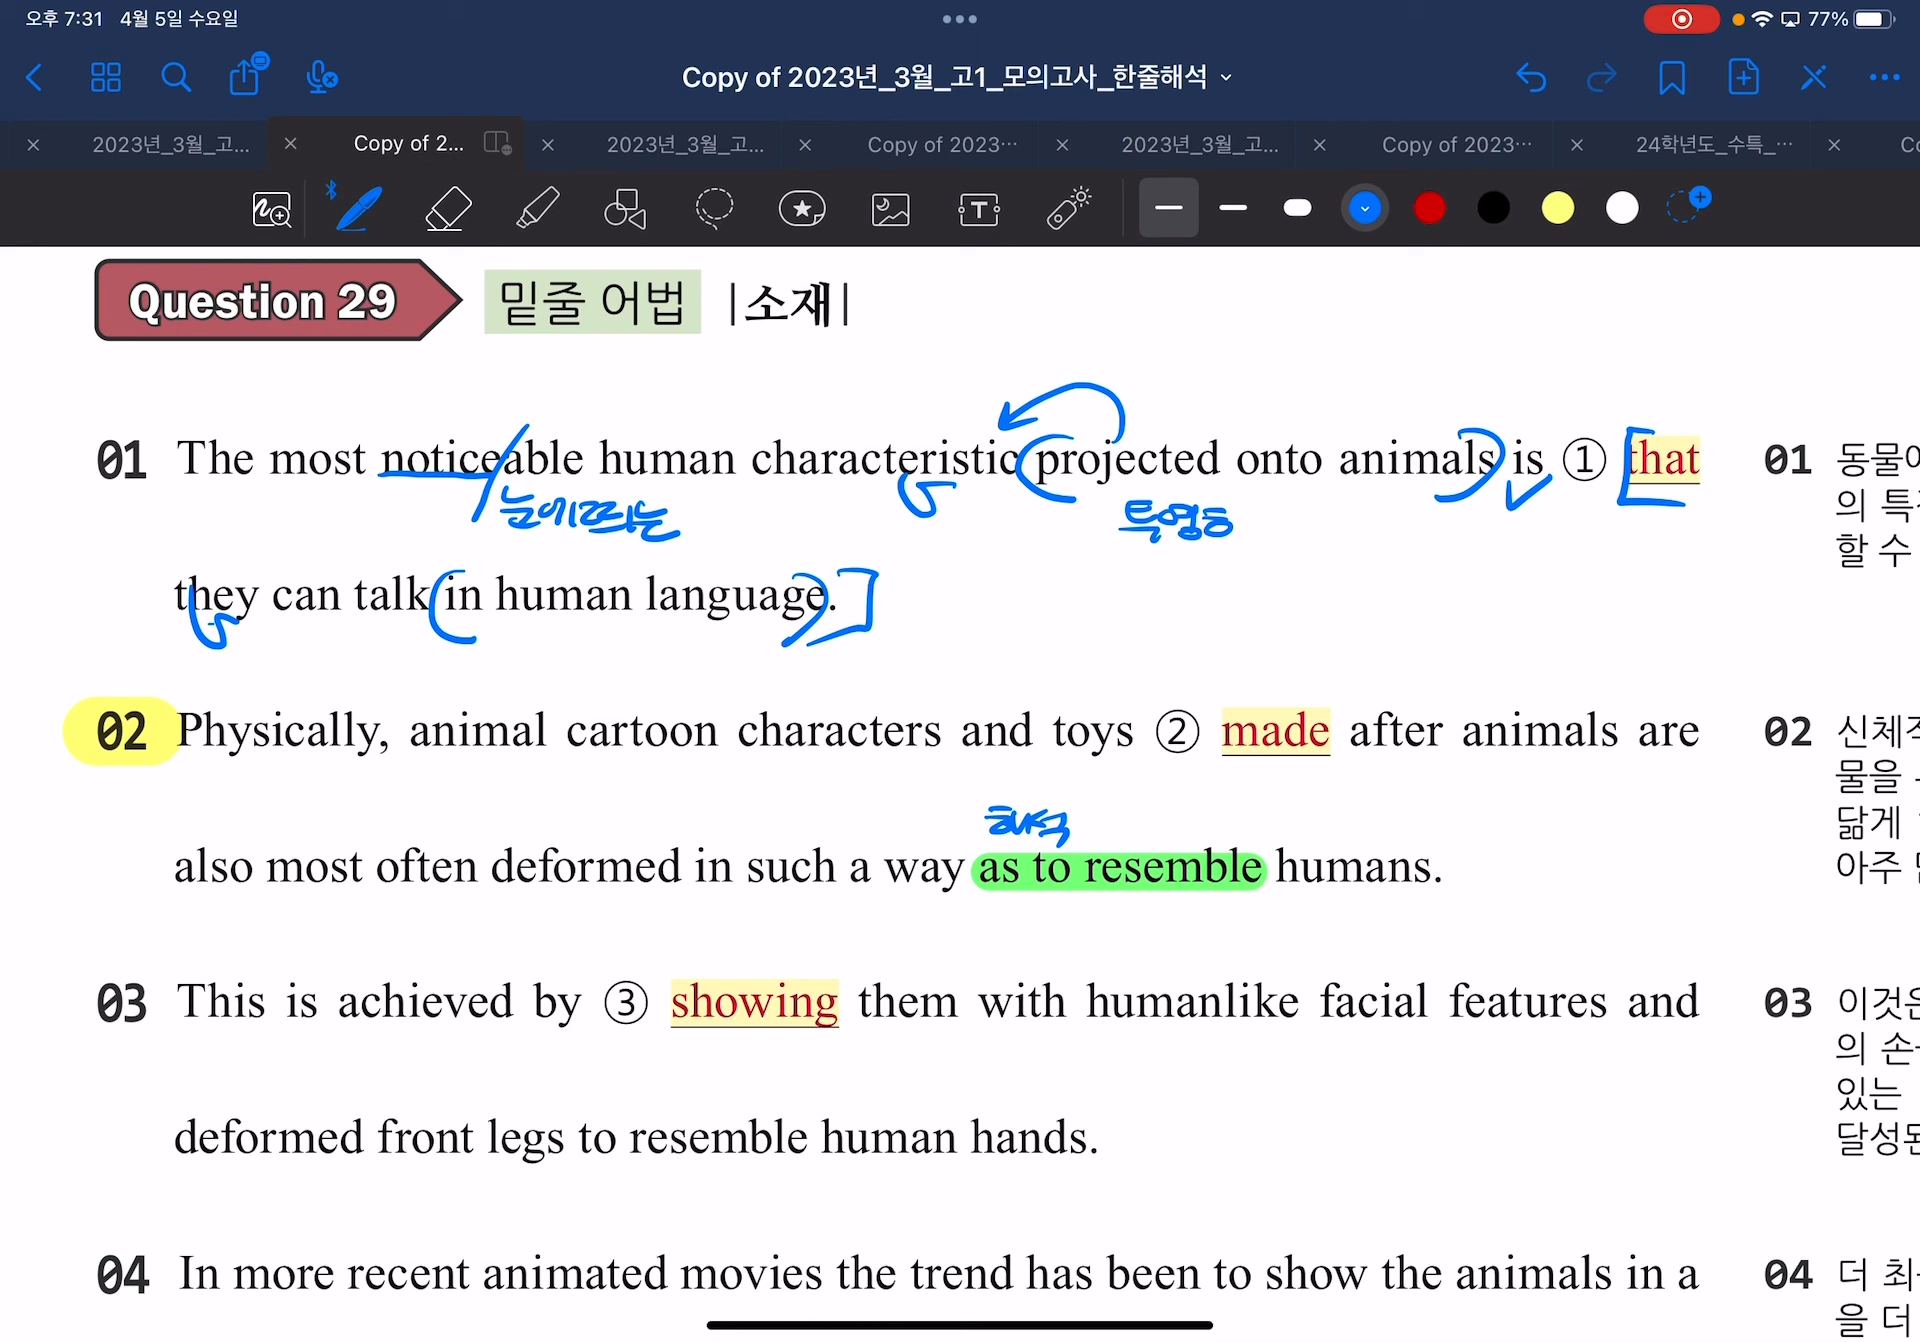 오후 7:31 4월 5일 수요일
77%
Copy of 2023년_3월_고1_모의고사_한줄해석
2023년_3월_고...
Copy of 2...
2023년_3월_고...
Copy of 2023...
2023년_3월_고...
Copy of 2023...
24학년도_수특_...
Question 29 밑줄 어법 |소재|
01 The most noticeable human characteristic projected onto animals is ① that
눈에 띄는 투영된
they can talk in human language.
02 Physically, animal cartoon characters and toys ② made after animals are
해석
also most often deformed in such a way as to resemble humans.
03 This is achieved by ③ showing them with humanlike facial features and
deformed front legs to resemble human hands.
04 In more recent animated movies the trend has been to show the animals in a
01
의
할 수
02
물을
닮게
아주
03 이것은
의 손
있는
04 더 최
을 더